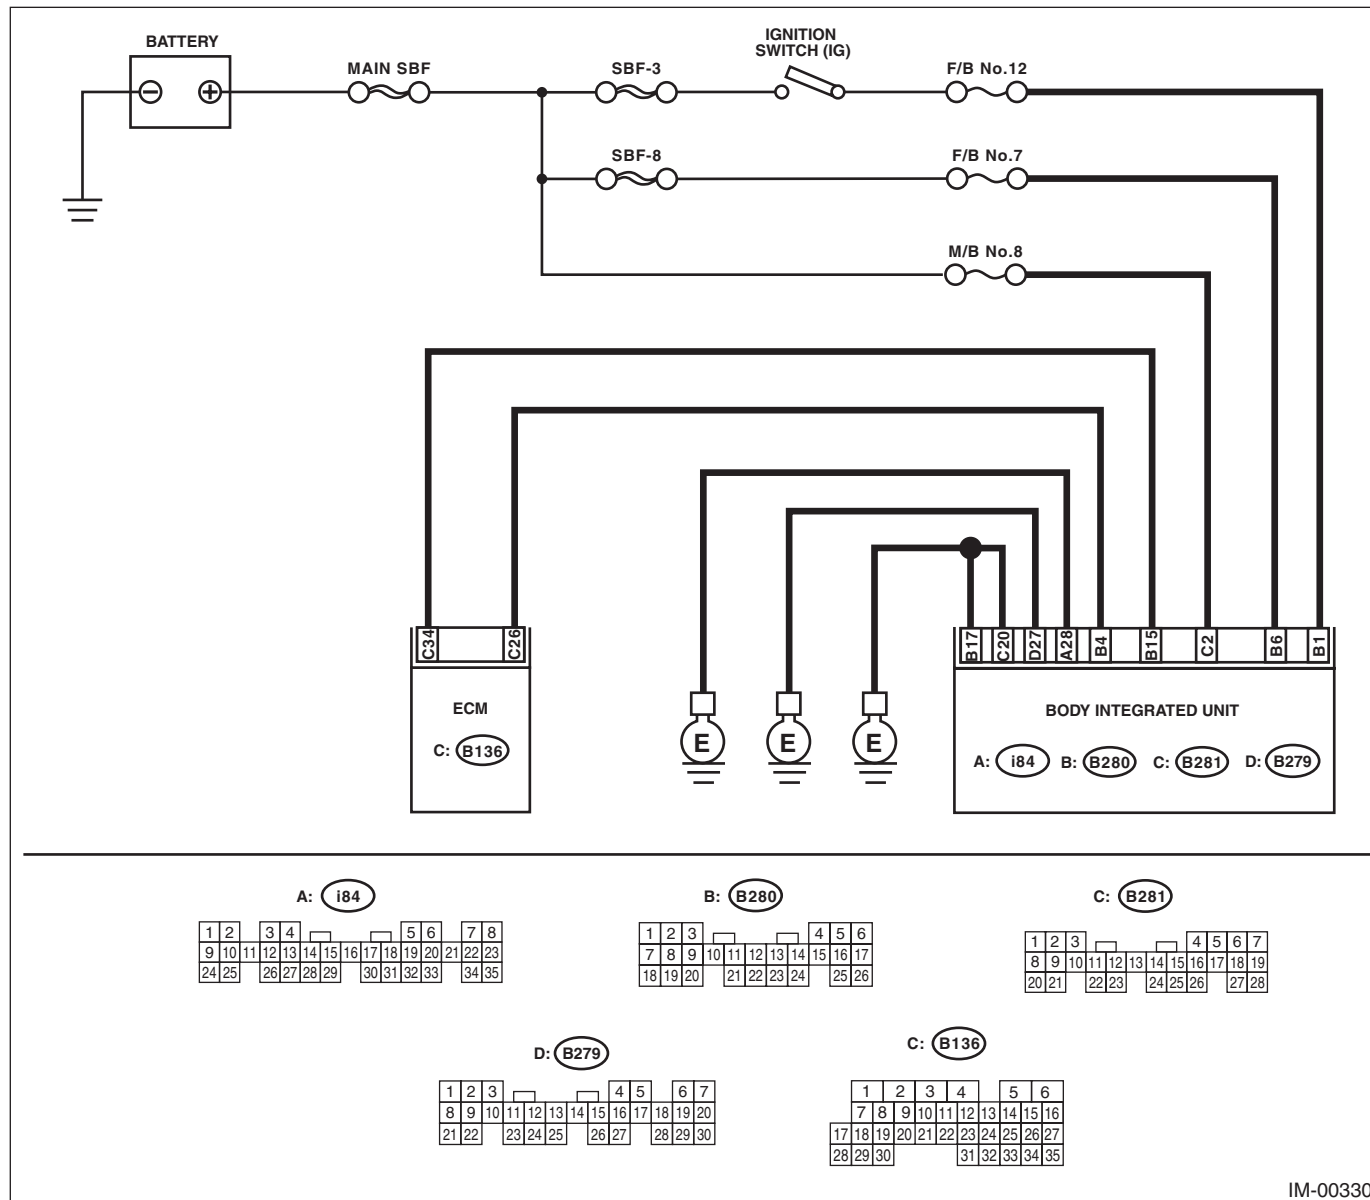 BATTERY
−
+
MAIN SBF
SBF-3
IGNITION
SWITCH (IG)
F/B No.12
SBF-8
F/B No.7
M/B No.8
C34
C26
B17
C20
D27
A28
B4
B15
C2
B6
B1
ECM
C: B136
E
E
E
BODY INTEGRATED UNIT
A: i84 B: B280 C: B281 D: B279
A: i84
1 2 3 4 5 6 7 8
9 10 11 12 13 14 15 16 17 18 19 20 21 22 23
24 25 26 27 28 29 30 31 32 33 34 35
B: B280
1 2 3 4 5 6
7 8 9 10 11 12 13 14 15 16 17
18 19 20 21 22 23 24 25 26
C: B281
1 2 3 4 5 6 7
8 9 10 11 12 13 14 15 16 17 18 19
20 21 22 23 24 25 26 27 28
D: B279
1 2 3 4 5 6 7
8 9 10 11 12 13 14 15 16 17 18 19 20
21 22 23 24 25 26 27 28 29 30
C: B136
1 2 3 4 5 6
7 8 9 10 11 12 13 14 15 16
17 18 19 20 21 22 23 24 25 26 27
28 29 30 31 32 33 34 35
IM-00330